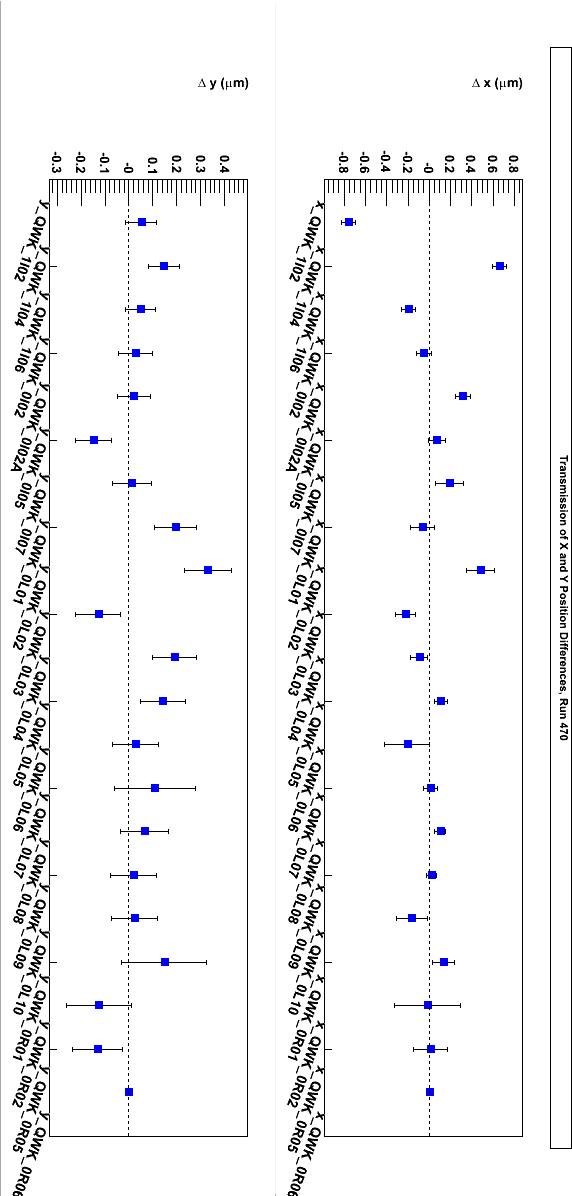 Transmission of X and Y Position Differences, Run 470
Δ x (μm)
0.8
0.6
0.4
0.2
-0
-0.2
-0.4
-0.6
-0.8
x_QWK_1I02
x_QWK_1I04
x_QWK_1I06
x_QWK_0I02
x_QWK_0I02A
x_QWK_0I05
x_QWK_0I07
x_QWK_0L01
x_QWK_0L02
x_QWK_0L03
x_QWK_0L04
x_QWK_0L05
x_QWK_0L06
x_QWK_0L07
x_QWK_0L08
x_QWK_0L09
x_QWK_0L10
x_QWK_0R01
x_QWK_0R02
x_QWK_0R05
x_QWK_0R06
Δ y (μm)
0.4
0.3
0.2
0.1
-0
-0.1
-0.2
-0.3
y_QWK_1I02
y_QWK_1I04
y_QWK_1I06
y_QWK_0I02
y_QWK_0I02A
y_QWK_0I05
y_QWK_0I07
y_QWK_0L01
y_QWK_0L02
y_QWK_0L03
y_QWK_0L04
y_QWK_0L05
y_QWK_0L06
y_QWK_0L07
y_QWK_0L08
y_QWK_0L09
y_QWK_0L10
y_QWK_0R01
y_QWK_0R02
y_QWK_0R05
y_QWK_0R06